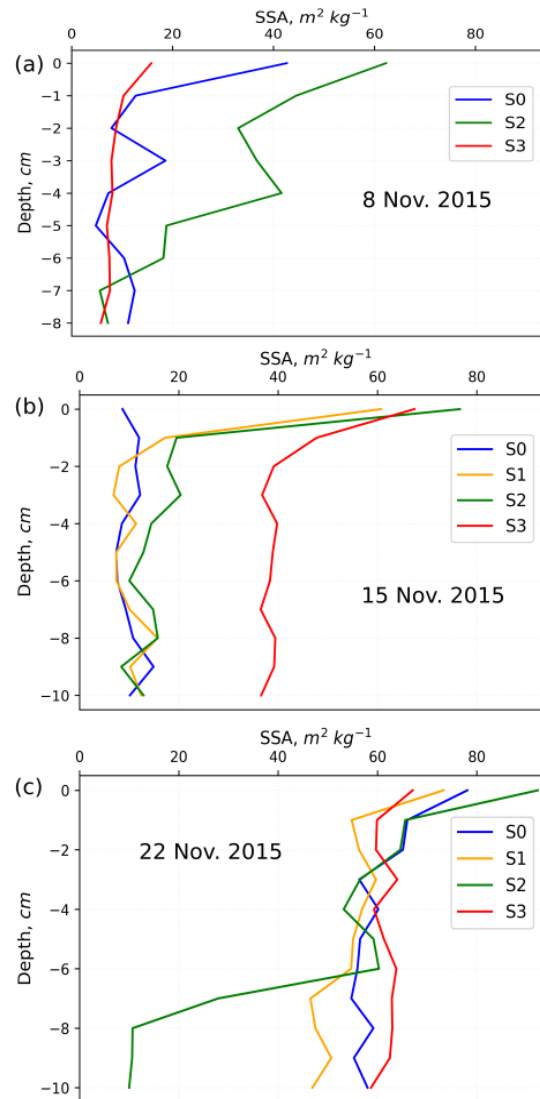 SSA, m² kg⁻¹
0 20 40 60 80
(a)
0
−1
−2
−3
−4
−5
−6
−7
−8
Depth, cm
S0
S2
S3
8 Nov. 2015
SSA, m² kg⁻¹
0 20 40 60 80
(b)
0
−2
−4
−6
−8
−10
Depth, cm
S0
S1
S2
S3
15 Nov. 2015
SSA, m² kg⁻¹
0 20 40 60 80
(c)
0
−2
−4
−6
−8
−10
Depth, cm
22 Nov. 2015
S0
S1
S2
S3